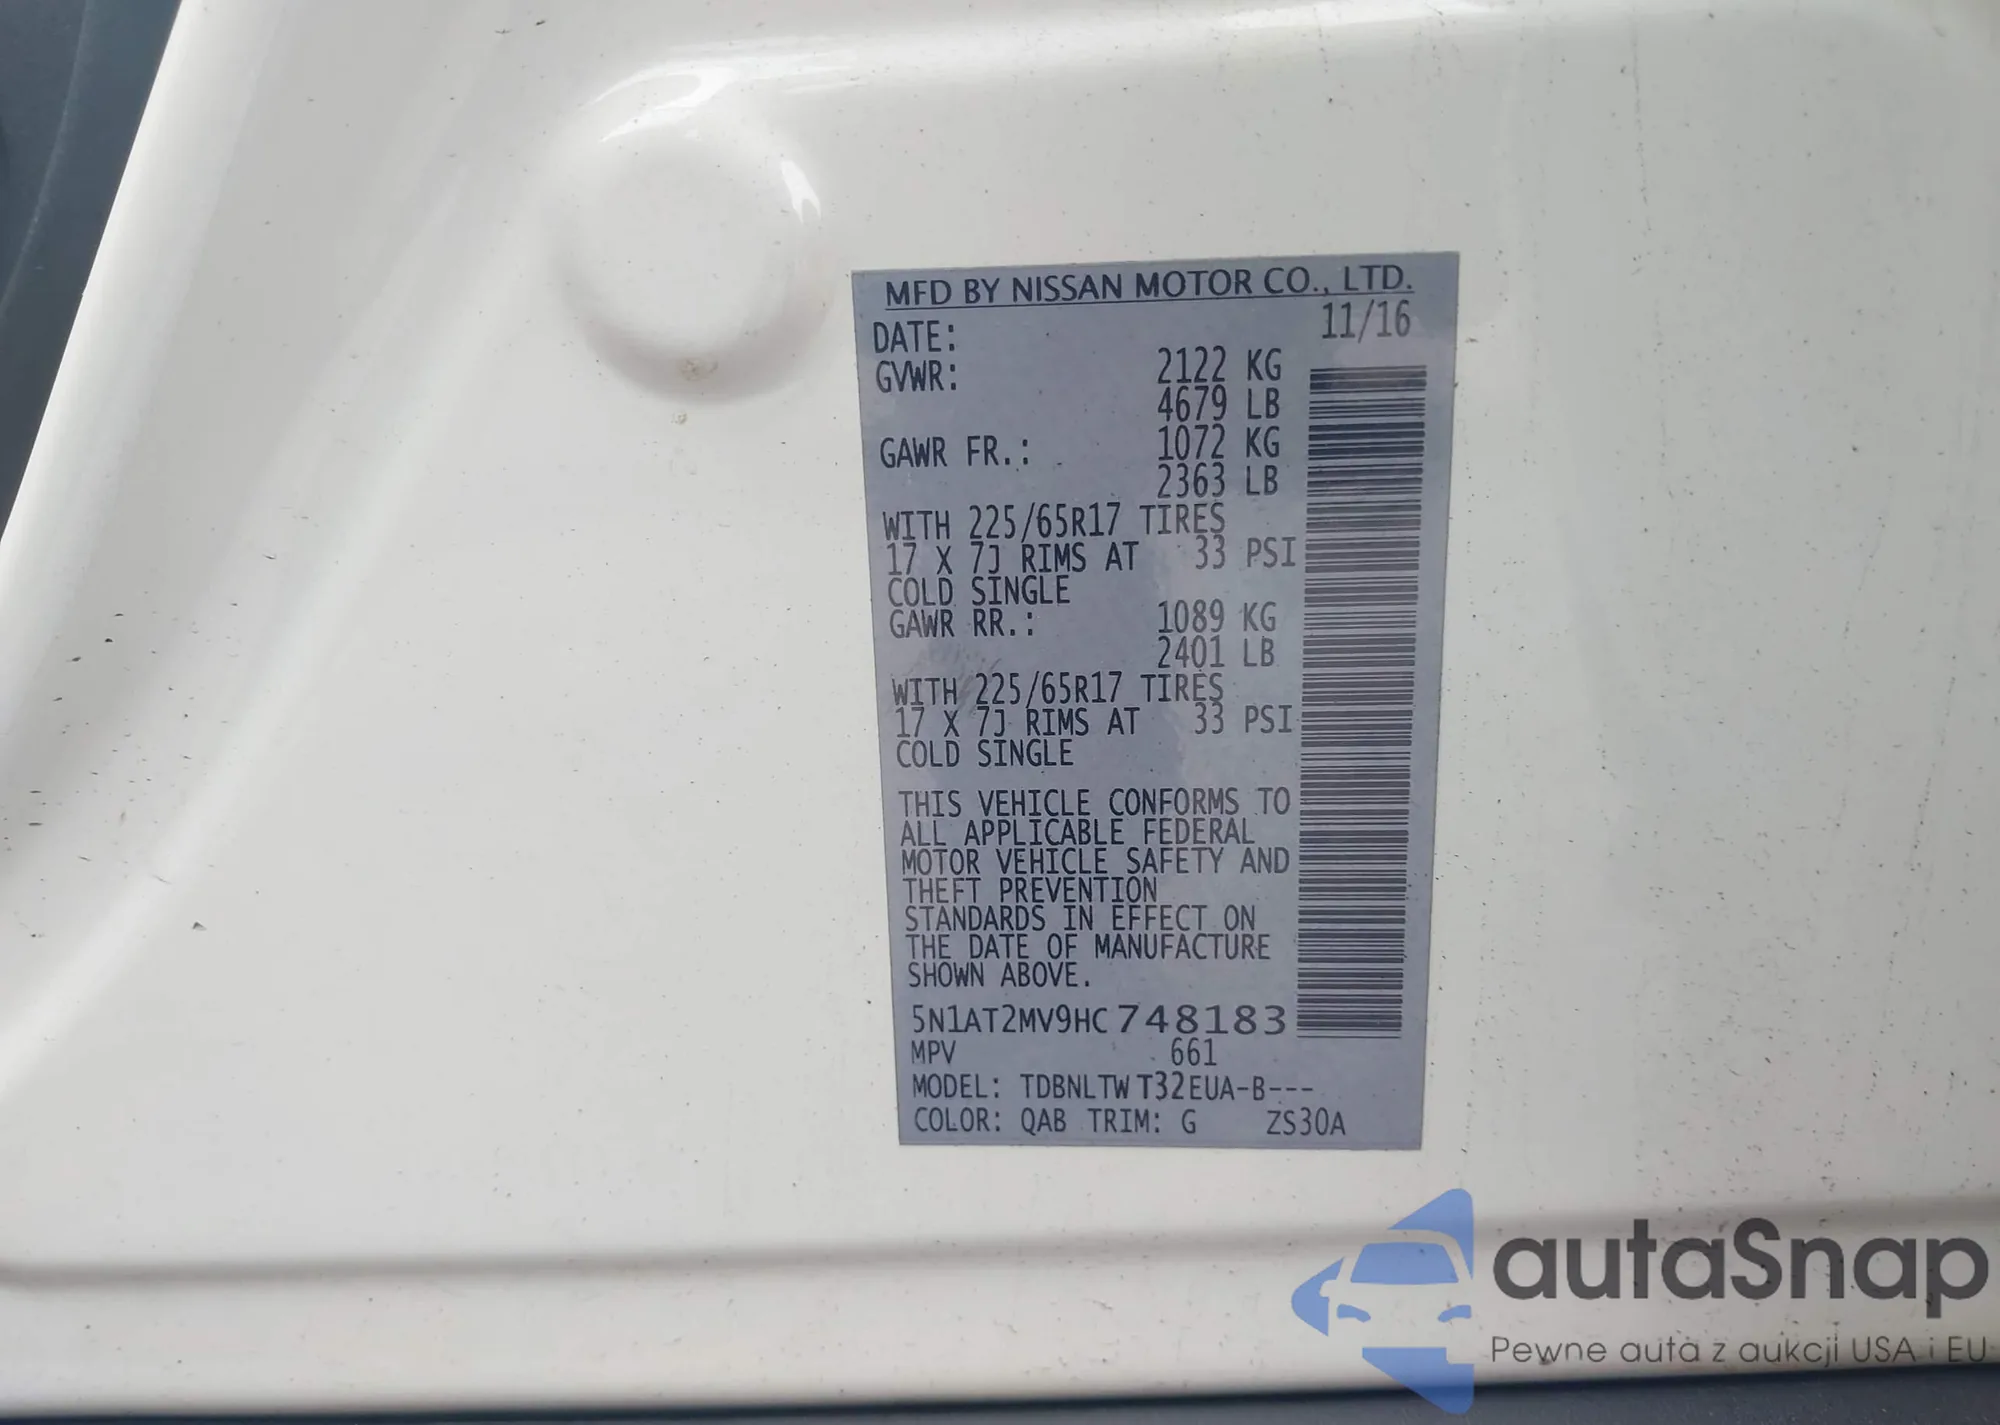 MFD BY NISSAN MOTOR CO., LTD.
DATE: 11/16
GVWR: 2122 KG
4679 LB
GAWR FR.: 1072 KG
2363 LB
WITH 225/65R17 TIRES
17 X 7J RIMS AT 33 PSI
COLD SINGLE
GAWR RR.: 1089 KG
2401 LB
WITH 225/65R17 TIRES
17 X 7J RIMS AT 33 PSI
COLD SINGLE
THIS VEHICLE CONFORMS TO
ALL APPLICABLE FEDERAL
MOTOR VEHICLE SAFETY AND
THEFT PREVENTION
STANDARDS IN EFFECT ON
THE DATE OF MANUFACTURE
SHOWN ABOVE.
5N1AT2MV9HC748183
MPV 661
MODEL: TDBNLTWT32EUA-B---
COLOR: QAB TRIM: G ZS30A
autaSnap
Pewne auta z aukcji USA i EU